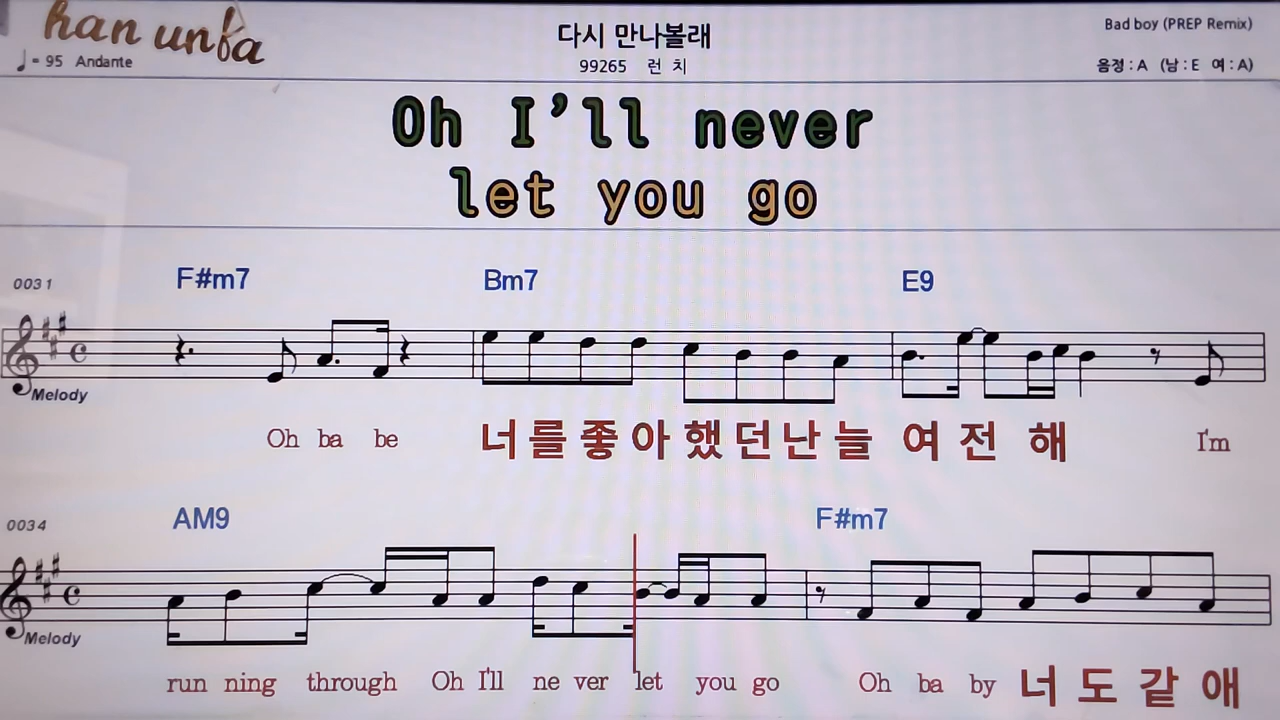 han unfa
♩= 95 Andante
다시 만나볼래
99265 런 치
Bad boy (PREP Remix)
음정 : A (남 : E 여 : A)
Oh I'll never
let you go
0031
F#m7 Bm7 E9
Melody
Oh ba be 너 를 좋 아 했 던 난 늘 여 전 해 I'm
0034
AM9 F#m7
Melody
run ning through Oh I'll ne ver let you go Oh ba by 너 도 같 애